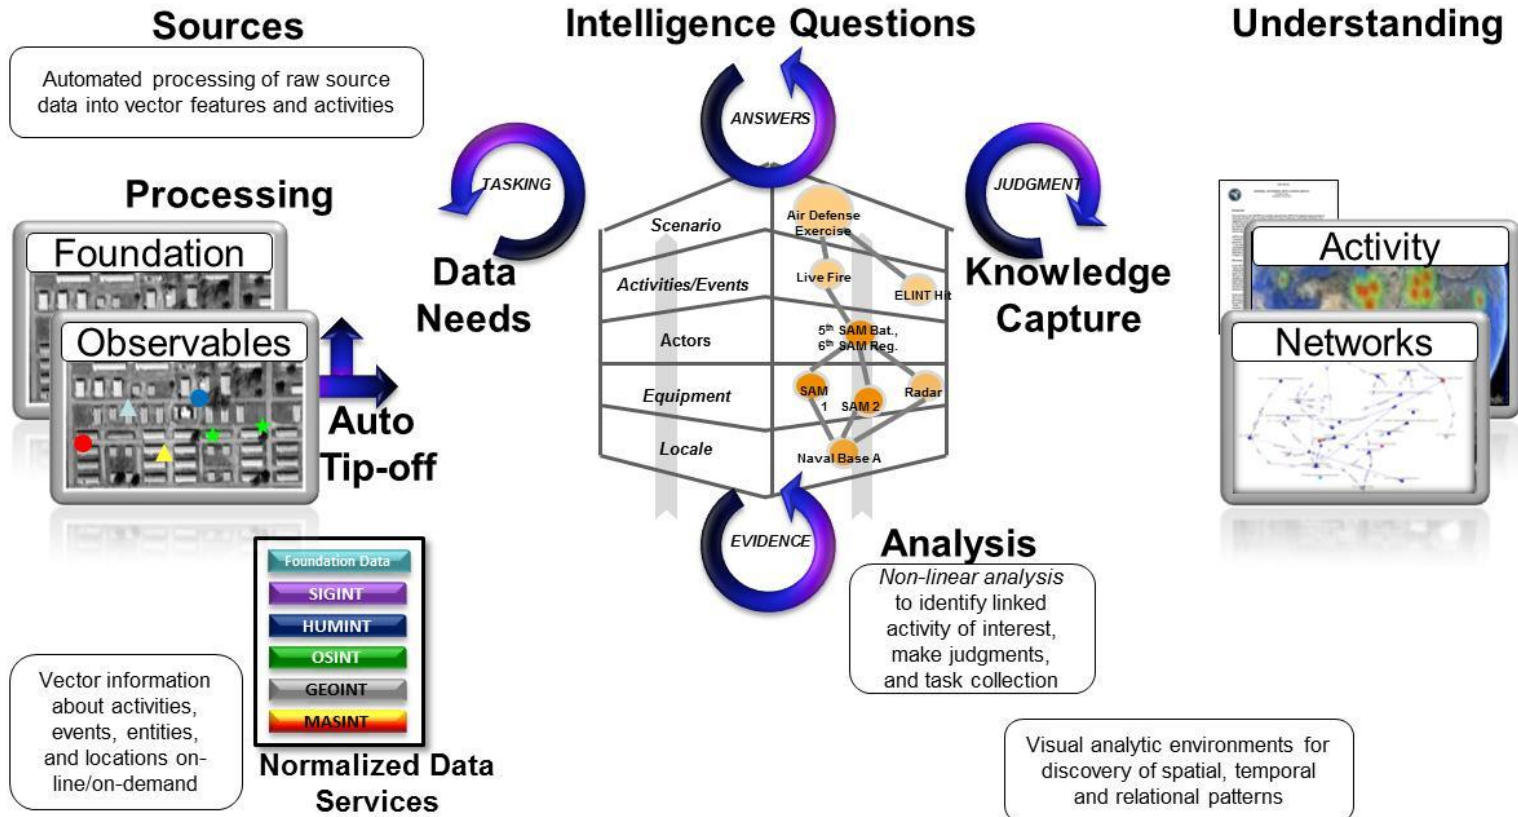 Sources
Automated processing of raw source
data into vector features and activities
Processing
Foundation
Observables
Auto
Tip-off
Foundation Data
SIGINT
HUMINT
OSINT
GEOINT
MASINT
Normalized Data
Services
Vector information
about activities,
events, entities,
and locations on-
line/on-demand
Intelligence Questions
ANSWERS
TASKING
Data
Needs
JUDGMENT
Knowledge
Capture
Scenario
Air Defense
Exercise
Activities/Events
Live Fire
ELINT Hit
Actors
5th SAM Bat.,
6th SAM Reg.
Equipment
SAM
1
SAM 2
Radar
Locale
Naval Base A
EVIDENCE
Analysis
Non-linear analysis
to identify linked
activity of interest,
make judgments,
and task collection
Understanding
Activity
Networks
Visual analytic environments for
discovery of spatial, temporal
and relational patterns